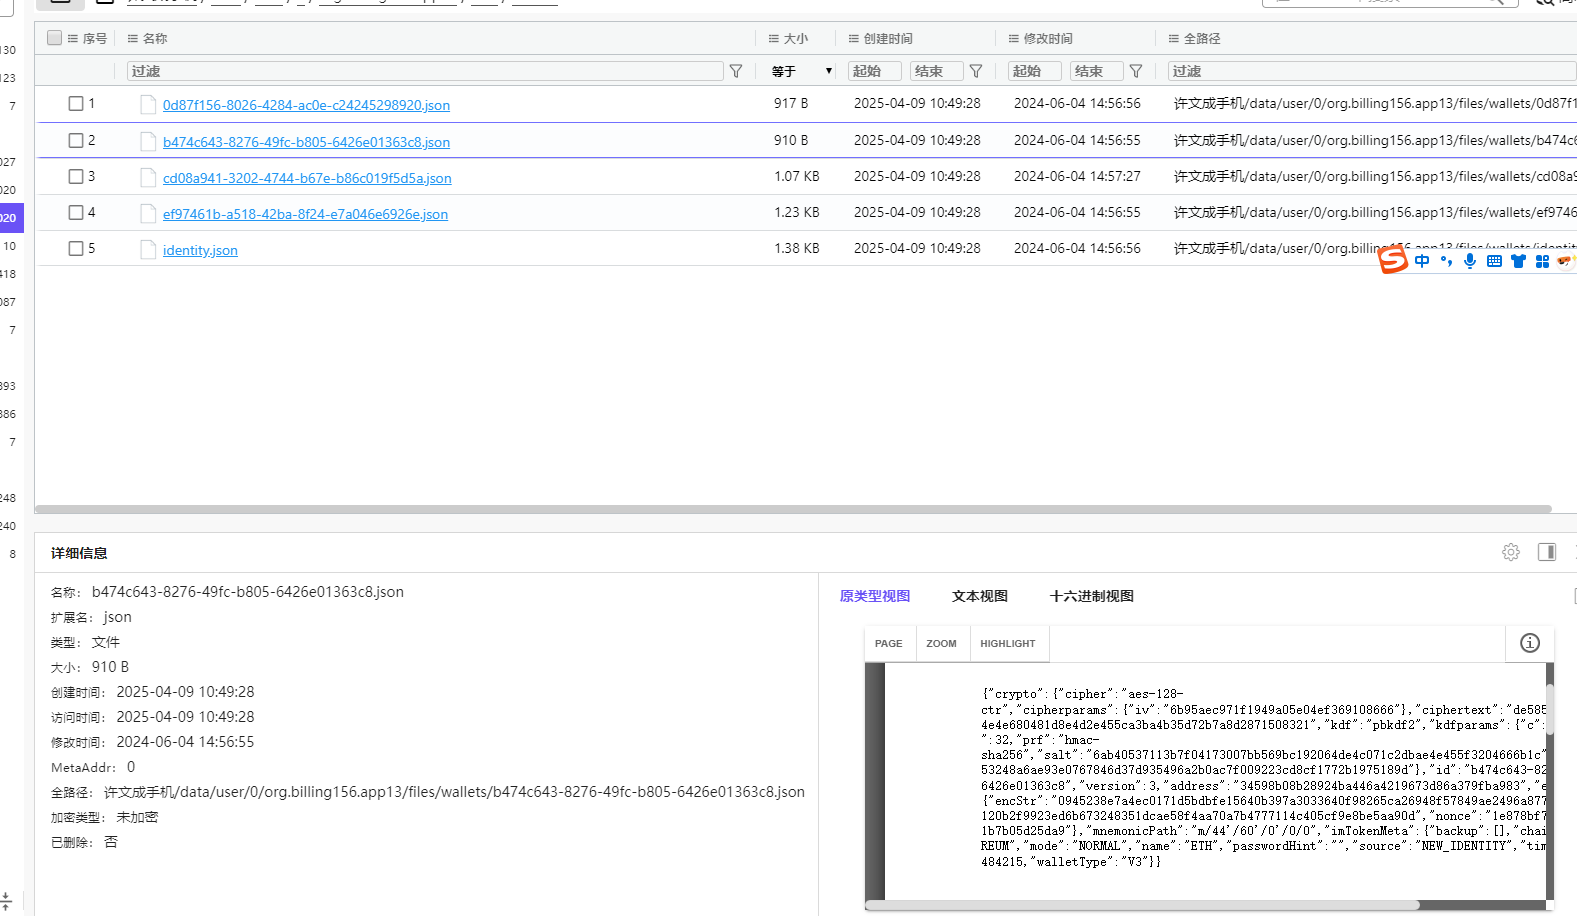 序号 名称 大小 创建时间 修改时间 全路径
过滤 等于 起始 结束 起始 结束 过滤
1 0d87f156-8026-4284-ac0e-c24245298920.json 917 B 2025-04-09 10:49:28 2024-06-04 14:56:56 许文成手机/data/user/0/org.billing156.app13/files/wallets/0d87f1
2 b474c643-8276-49fc-b805-6426e01363c8.json 910 B 2025-04-09 10:49:28 2024-06-04 14:56:55 许文成手机/data/user/0/org.billing156.app13/files/wallets/b474c6
3 cd08a941-3202-4744-b67e-b86c019f5d5a.json 1.07 KB 2025-04-09 10:49:28 2024-06-04 14:57:27 许文成手机/data/user/0/org.billing156.app13/files/wallets/cd08a9
4 ef97461b-a518-42ba-8f24-e7a046e6926e.json 1.23 KB 2025-04-09 10:49:28 2024-06-04 14:56:55 许文成手机/data/user/0/org.billing156.app13/files/wallets/ef9746
5 identity.json 1.38 KB 2025-04-09 10:49:28 2024-06-04 14:56:56 许文成手机/data/user/0/org.billing156.app13/files/wallets/identit
中
130
123
7
027
020
020
10
418
087
7
393
386
7
248
240
8
详细信息
名称: b474c643-8276-49fc-b805-6426e01363c8.json
扩展名: json
类型: 文件
大小: 910 B
创建时间: 2025-04-09 10:49:28
访问时间: 2025-04-09 10:49:28
修改时间: 2024-06-04 14:56:55
MetaAddr: 0
全路径: 许文成手机/data/user/0/org.billing156.app13/files/wallets/b474c643-8276-49fc-b805-6426e01363c8.json
加密类型: 未加密
已删除: 否
原类型视图 文本视图 十六进制视图
PAGE ZOOM HIGHLIGHT
{"crypto":{"cipher":"aes-128-
ctr","cipherparams":{"iv":"6b95aec971f1949a05e04ef369108666"},"ciphertext":"de585
4e4e680481d8e4d2e455ca3ba4b35d72b7a8d2871508321","kdf":"pbkdf2","kdfparams":{"c":
":32,"prf":"hmac-
sha256","salt":"6ab40537113b7f04173007bb569bc192064de4c071c2dbae4e455f3204666b1c"
53248a6ae93e0767846d37d935496a2b0ac7f009223cd8cf1772b1975189d"},"id":"b474c643-82
6426e01363c8","version":3,"address":"34598b08b28924ba446a4219673d86a379fba983","e
{"encStr":"0945238e7a4ec0171d5bdbfe15640b397a3033640f98265ca26948f57849ae2496a877
120b2f9923ed6b673248351dcae58f4aa70a7b4777114c405cf9e8be5aa90d","nonce":"1e878bf7
1b7b05d25da9"},"mnemonicPath":"m/44'/60'/0'/0/0","imTokenMeta":{"backup":[],"chai
REUM","mode":"NORMAL","name":"ETH","passwordHint":"","source":"NEW_IDENTITY","tim
484215,"walletType":"V3"}}